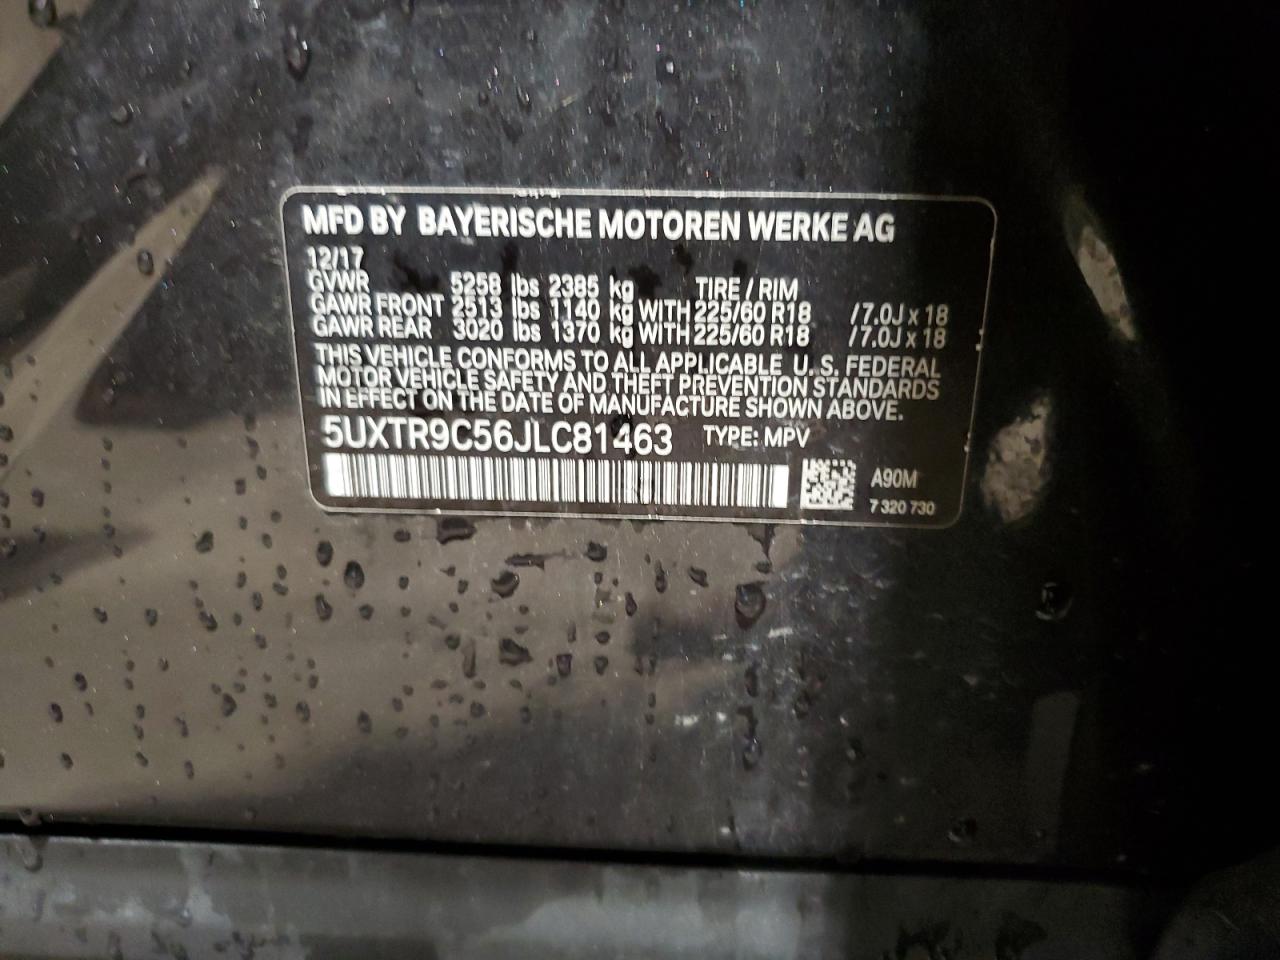 MFD BY BAYERISCHE MOTOREN WERKE AG
12/17
GVWR 5258 lbs 2385 kg TIRE / RIM
GAWR FRONT 2513 lbs 1140 kg WITH 225/60 R18 /7.0J x 18
GAWR REAR 3020 lbs 1370 kg WITH 225/60 R18 /7.0J x 18
THIS VEHICLE CONFORMS TO ALL APPLICABLE U.S. FEDERAL
MOTOR VEHICLE SAFETY AND THEFT PREVENTION STANDARDS
IN EFFECT ON THE DATE OF MANUFACTURE SHOWN ABOVE.
5UXTR9C56JLC81463 TYPE: MPV
A90M
7 320 730